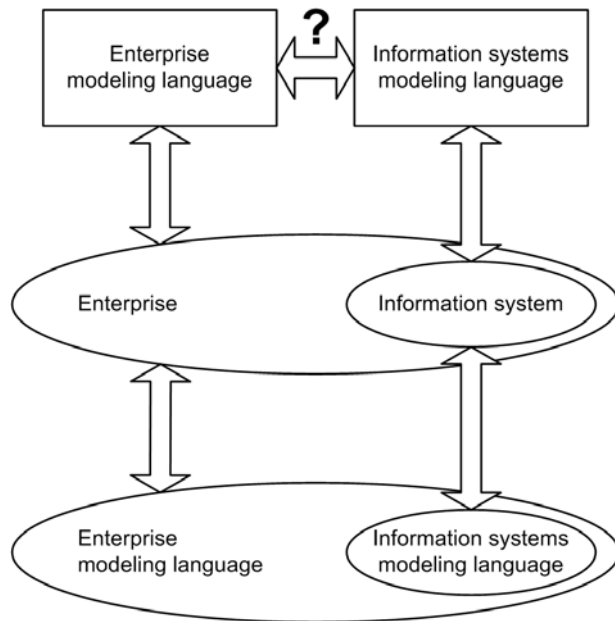 ?
Enterprise
modeling language
Information systems
modeling language
Enterprise
Information system
Enterprise
modeling language
Information systems
modeling language